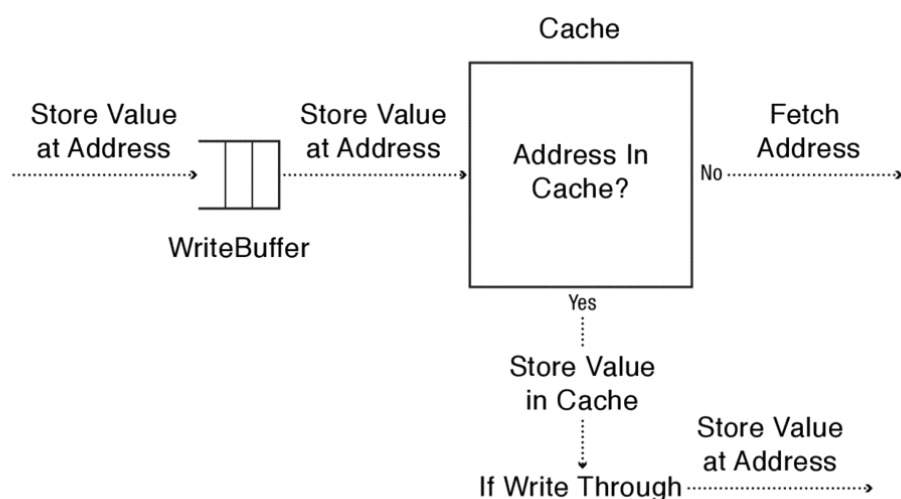 Cache
Store Value
at Address
Store Value
at Address
Fetch
Address
Address In
Cache?
No
WriteBuffer
Yes
Store Value
in Cache
Store Value
at Address
If Write Through